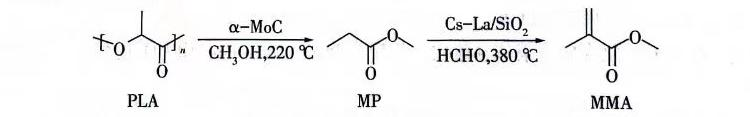 α-MoC Cs-La/SiO₂
O O n O O O O
CH₃OH,220 ℃ HCHO,380 ℃
PLA MP MMA